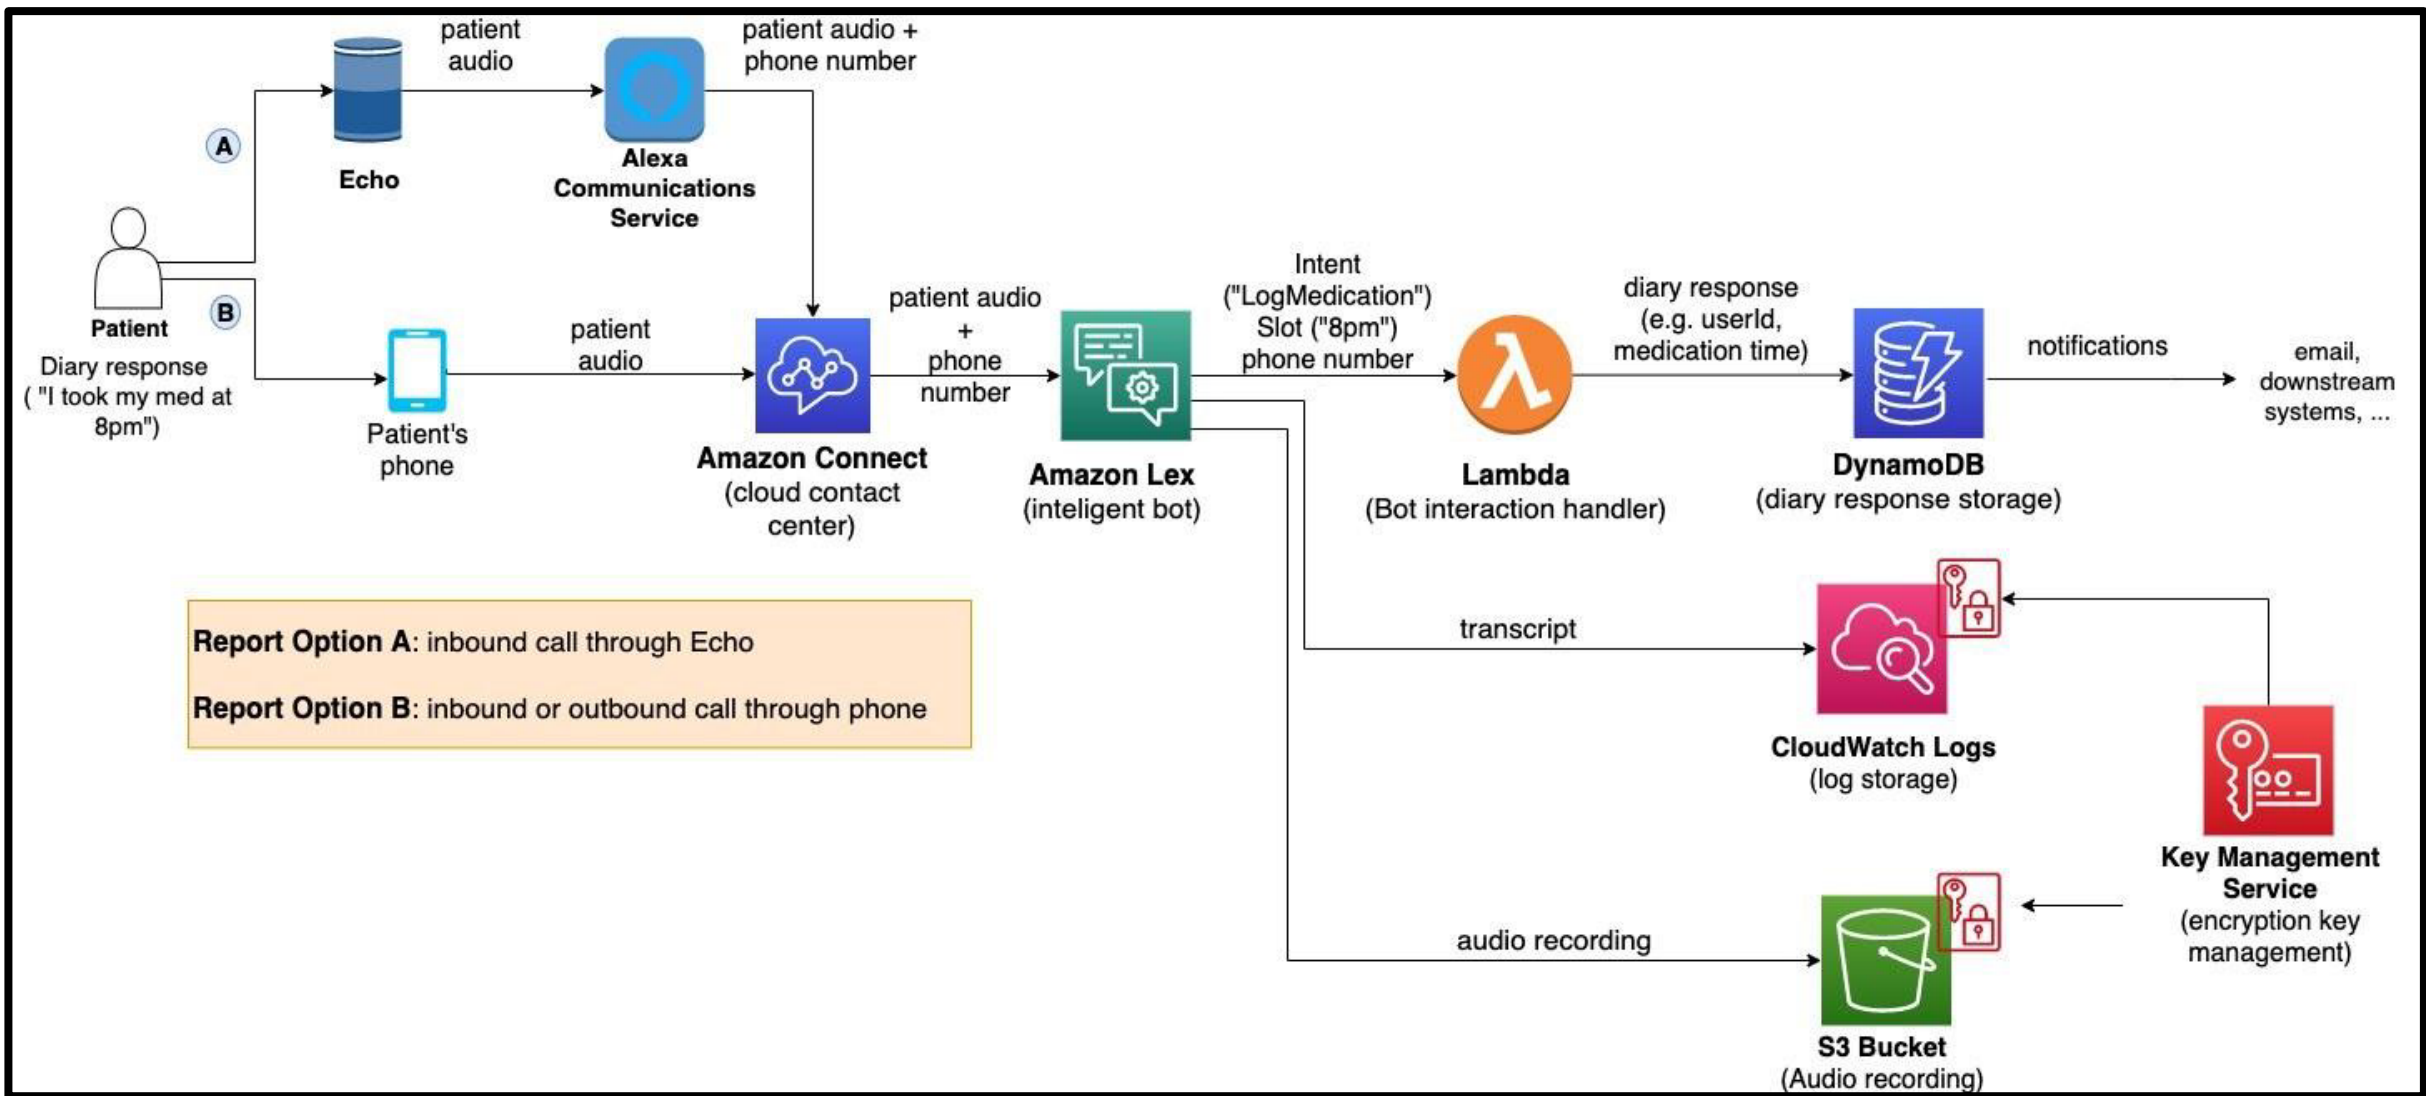 patient
audio
patient audio +
phone number
A
Echo
Alexa
Communications
Service
B
Patient
Diary response
( "I took my med at
8pm")
patient
audio
Patient's
phone
Amazon Connect
(cloud contact
center)
patient audio
+
phone
number
Amazon Lex
(inteligent bot)
Intent
("LogMedication")
Slot ("8pm")
phone number
Lambda
(Bot interaction handler)
diary response
(e.g. userId,
medication time)
DynamoDB
(diary response storage)
notifications
email,
downstream
systems, ...
Report Option A: inbound call through Echo
Report Option B: inbound or outbound call through phone
transcript
CloudWatch Logs
(log storage)
Key Management
Service
(encryption key
management)
audio recording
S3 Bucket
(Audio recording)